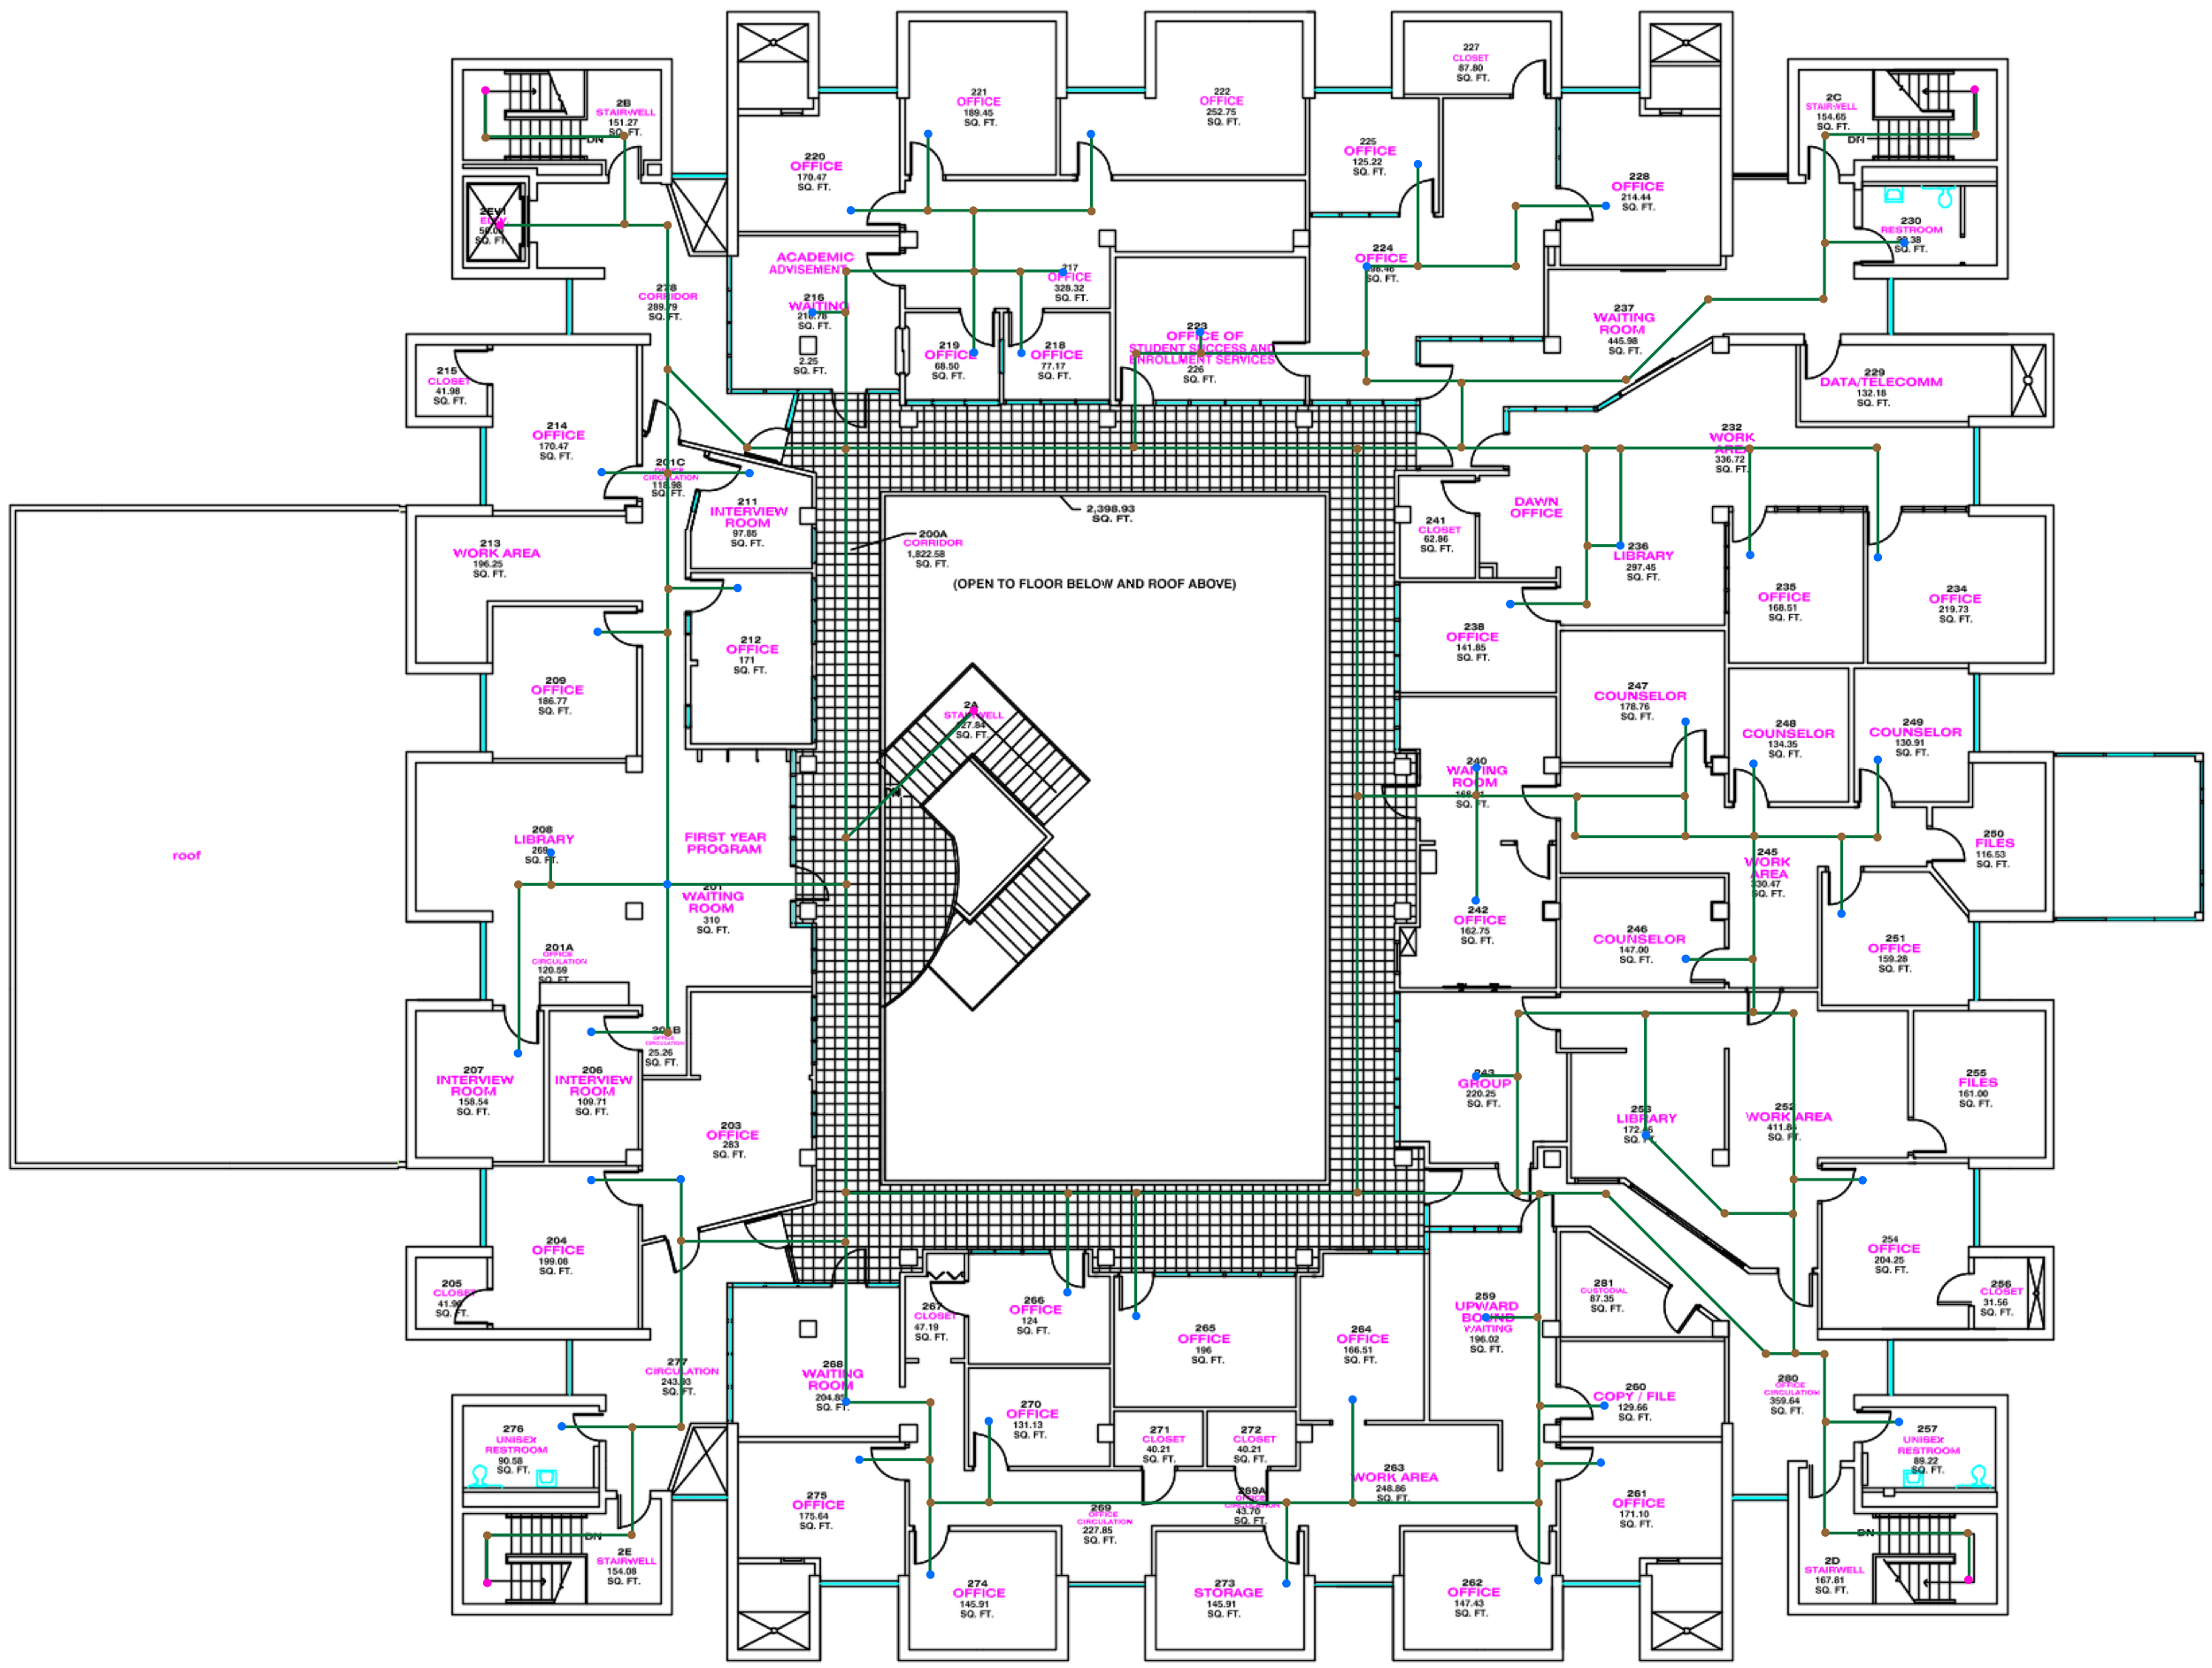 227
CLOSET
87.80
SQ. FT.
2B
STAIRWELL
151.27
SQ. FT.
DN
221
OFFICE
189.45
SQ. FT.
222
OFFICE
252.75
SQ. FT.
2C
STAIRWELL
154.65
SQ. FT.
DN
220
OFFICE
170.47
SQ. FT.
225
OFFICE
125.22
SQ. FT.
228
OFFICE
214.44
SQ. FT.
2EV1
SQ. FT.
230
RESTROOM
SQ. FT.
ACADEMIC
ADVISEMENT
216
WAITING
SQ. FT.
2.25
SQ. FT.
217
OFFICE
328.32
SQ. FT.
224
OFFICE
SQ. FT.
278
CORRIDOR
289.79
SQ. FT.
237
WAITING
ROOM
445.98
SQ. FT.
219
OFFICE
68.50
SQ. FT.
218
OFFICE
77.17
SQ. FT.
223
OFFICE OF
STUDENT SUCCESS AND
ENROLLMENT SERVICES
226
SQ. FT.
215
CLOSET
41.98
SQ. FT.
229
DATA/TELECOMM
132.18
SQ. FT.
214
OFFICE
170.47
SQ. FT.
232
WORK
AREA
336.72
SQ. FT.
201C
OFFICE
CIRCULATION
118.98
SQ. FT.
211
INTERVIEW
ROOM
97.85
SQ. FT.
2,398.93
SQ. FT.
DAWN
OFFICE
241
CLOSET
62.86
SQ. FT.
213
WORK AREA
196.25
SQ. FT.
200A
CORRIDOR
1,822.58
SQ. FT.
236
LIBRARY
297.45
SQ. FT.
(OPEN TO FLOOR BELOW AND ROOF ABOVE)
235
OFFICE
168.51
SQ. FT.
234
OFFICE
219.73
SQ. FT.
212
OFFICE
171
SQ. FT.
238
OFFICE
141.85
SQ. FT.
209
OFFICE
186.77
SQ. FT.
247
COUNSELOR
178.76
SQ. FT.
2A
STAIRWELL
SQ. FT.
248
COUNSELOR
134.35
SQ. FT.
249
COUNSELOR
130.91
SQ. FT.
240
WAITING
ROOM
SQ. FT.
208
LIBRARY
SQ. FT.
FIRST YEAR
PROGRAM
roof
250
FILES
116.53
SQ. FT.
245
WORK
AREA
330.47
SQ. FT.
201
WAITING
ROOM
310
SQ. FT.
242
OFFICE
162.75
SQ. FT.
246
COUNSELOR
147.00
SQ. FT.
251
OFFICE
159.28
SQ. FT.
201A
OFFICE
CIRCULATION
120.59
SQ. FT.
201B
OFFICE
CIRCULATION
25.26
SQ. FT.
207
INTERVIEW
ROOM
158.54
SQ. FT.
206
INTERVIEW
ROOM
109.71
SQ. FT.
243
GROUP
220.25
SQ. FT.
253
LIBRARY
SQ. FT.
252
WORK AREA
SQ. FT.
255
FILES
161.00
SQ. FT.
203
OFFICE
283
SQ. FT.
204
OFFICE
199.08
SQ. FT.
254
OFFICE
204.25
SQ. FT.
205
CLOSET
SQ. FT.
267
CLOSET
47.19
SQ. FT.
266
OFFICE
124
SQ. FT.
265
OFFICE
196
SQ. FT.
264
OFFICE
166.51
SQ. FT.
259
UPWARD
BOUND
WAITING
196.02
SQ. FT.
281
CUSTODIAL
87.35
SQ. FT.
256
CLOSET
31.56
SQ. FT.
277
CIRCULATION
243.93
SQ. FT.
268
WAITING
ROOM
204.85
SQ. FT.
270
OFFICE
131.13
SQ. FT.
260
COPY / FILE
129.66
SQ. FT.
280
OFFICE
CIRCULATION
359.64
SQ. FT.
276
UNISEX
RESTROOM
90.58
SQ. FT.
271
CLOSET
40.21
SQ. FT.
272
CLOSET
40.21
SQ. FT.
257
UNISEX
RESTROOM
89.22
SQ. FT.
263
WORK AREA
248.86
SQ. FT.
275
OFFICE
175.64
SQ. FT.
269
OFFICE
CIRCULATION
227.85
SQ. FT.
269A
OFFICE
CIRCULATION
43.70
SQ. FT.
261
OFFICE
171.10
SQ. FT.
DN
2E
STAIRWELL
154.08
SQ. FT.
DN
2D
STAIRWELL
167.81
SQ. FT.
274
OFFICE
145.91
SQ. FT.
273
STORAGE
145.91
SQ. FT.
262
OFFICE
147.43
SQ. FT.